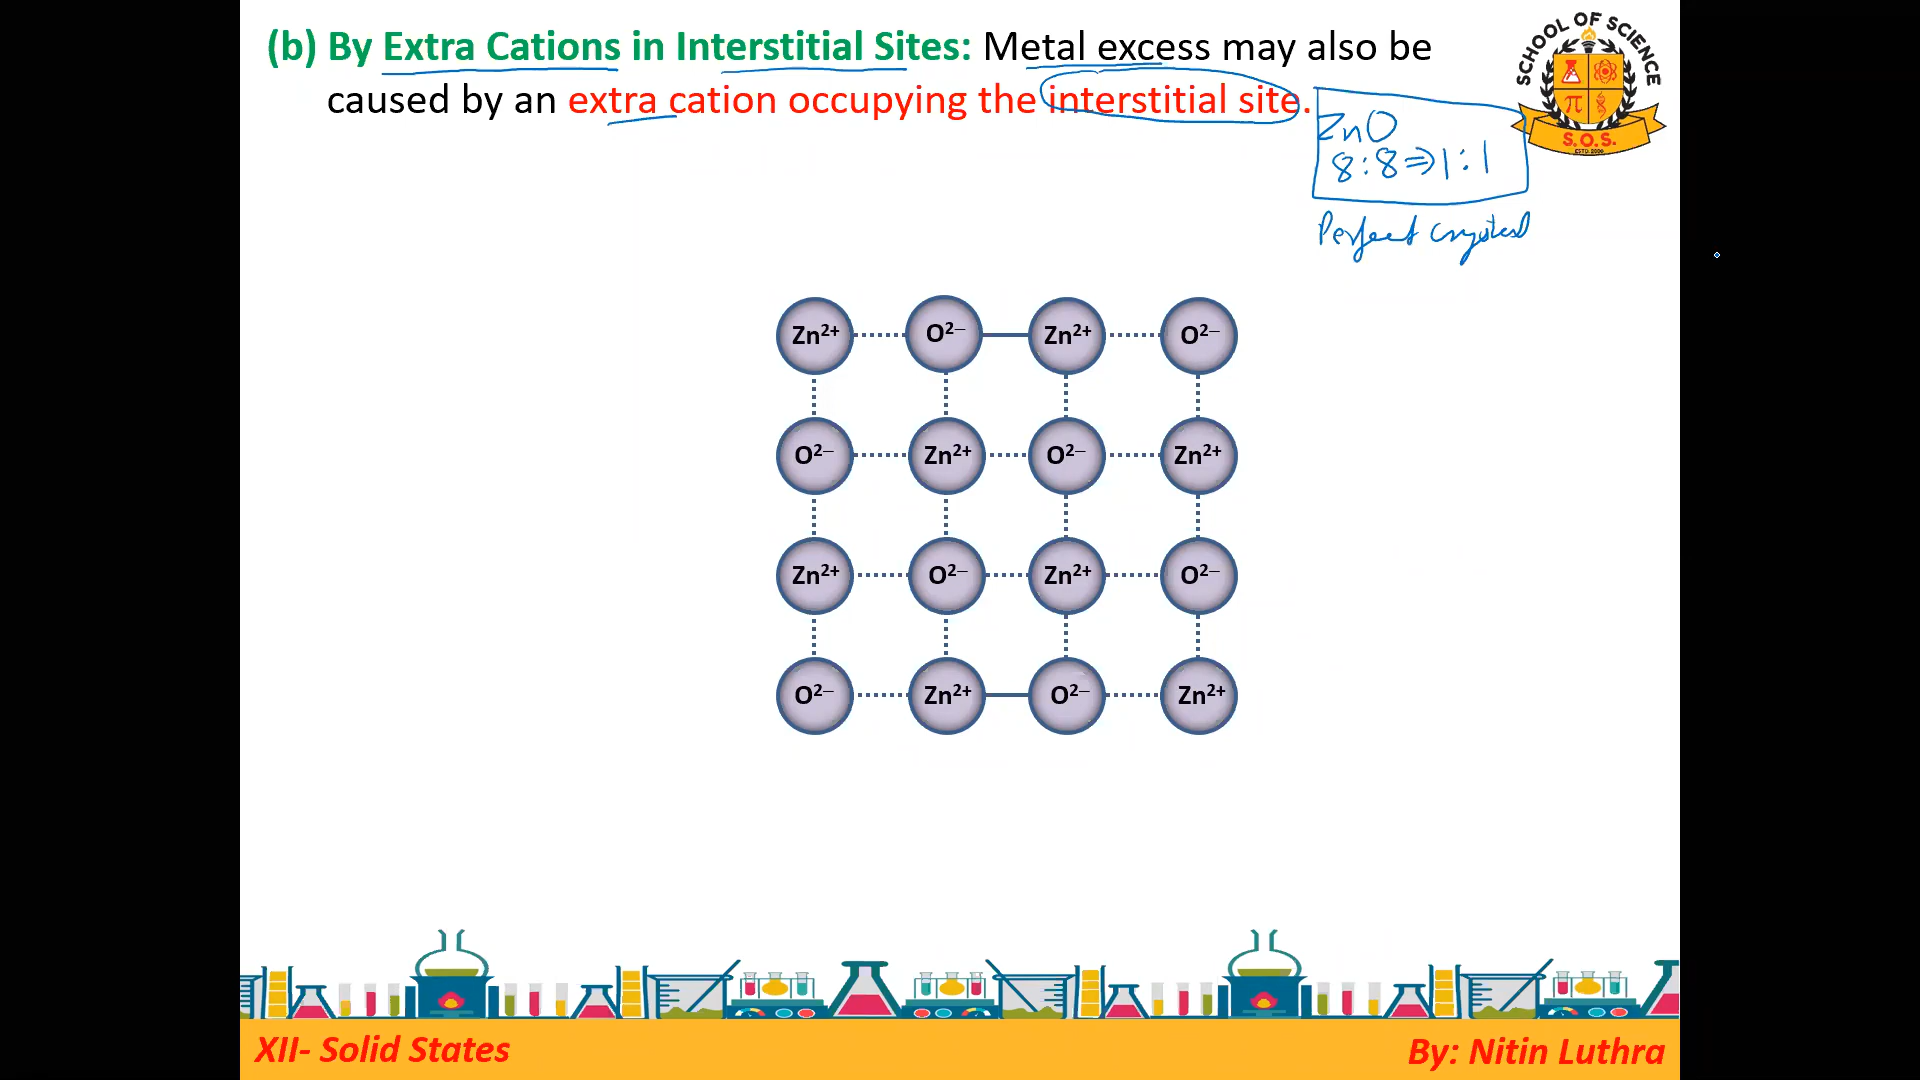 (b) By Extra Cations in Interstitial Sites: Metal excess may also be
caused by an extra cation occupying the interstitial site.
SCHOOL OF SCIENCE
π
S.O.S.
ESTD. 2006
ZnO
8:8⇒1:1
Perfect crystal
Zn²⁺ O²⁻ Zn²⁺ O²⁻
O²⁻ Zn²⁺ O²⁻ Zn²⁺
Zn²⁺ O²⁻ Zn²⁺ O²⁻
O²⁻ Zn²⁺ O²⁻ Zn²⁺
XII- Solid States
By: Nitin Luthra